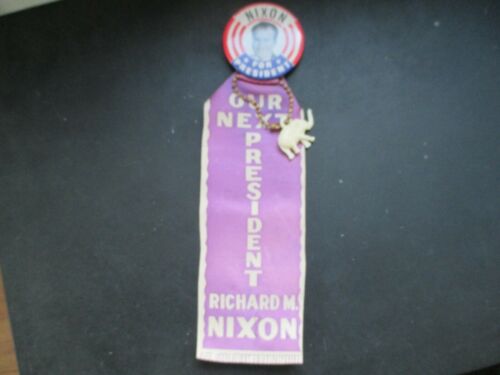 NIXON
FOR
PRESIDENT
OUR
NEXT
PRESIDENT
RICHARD M.
NIXON